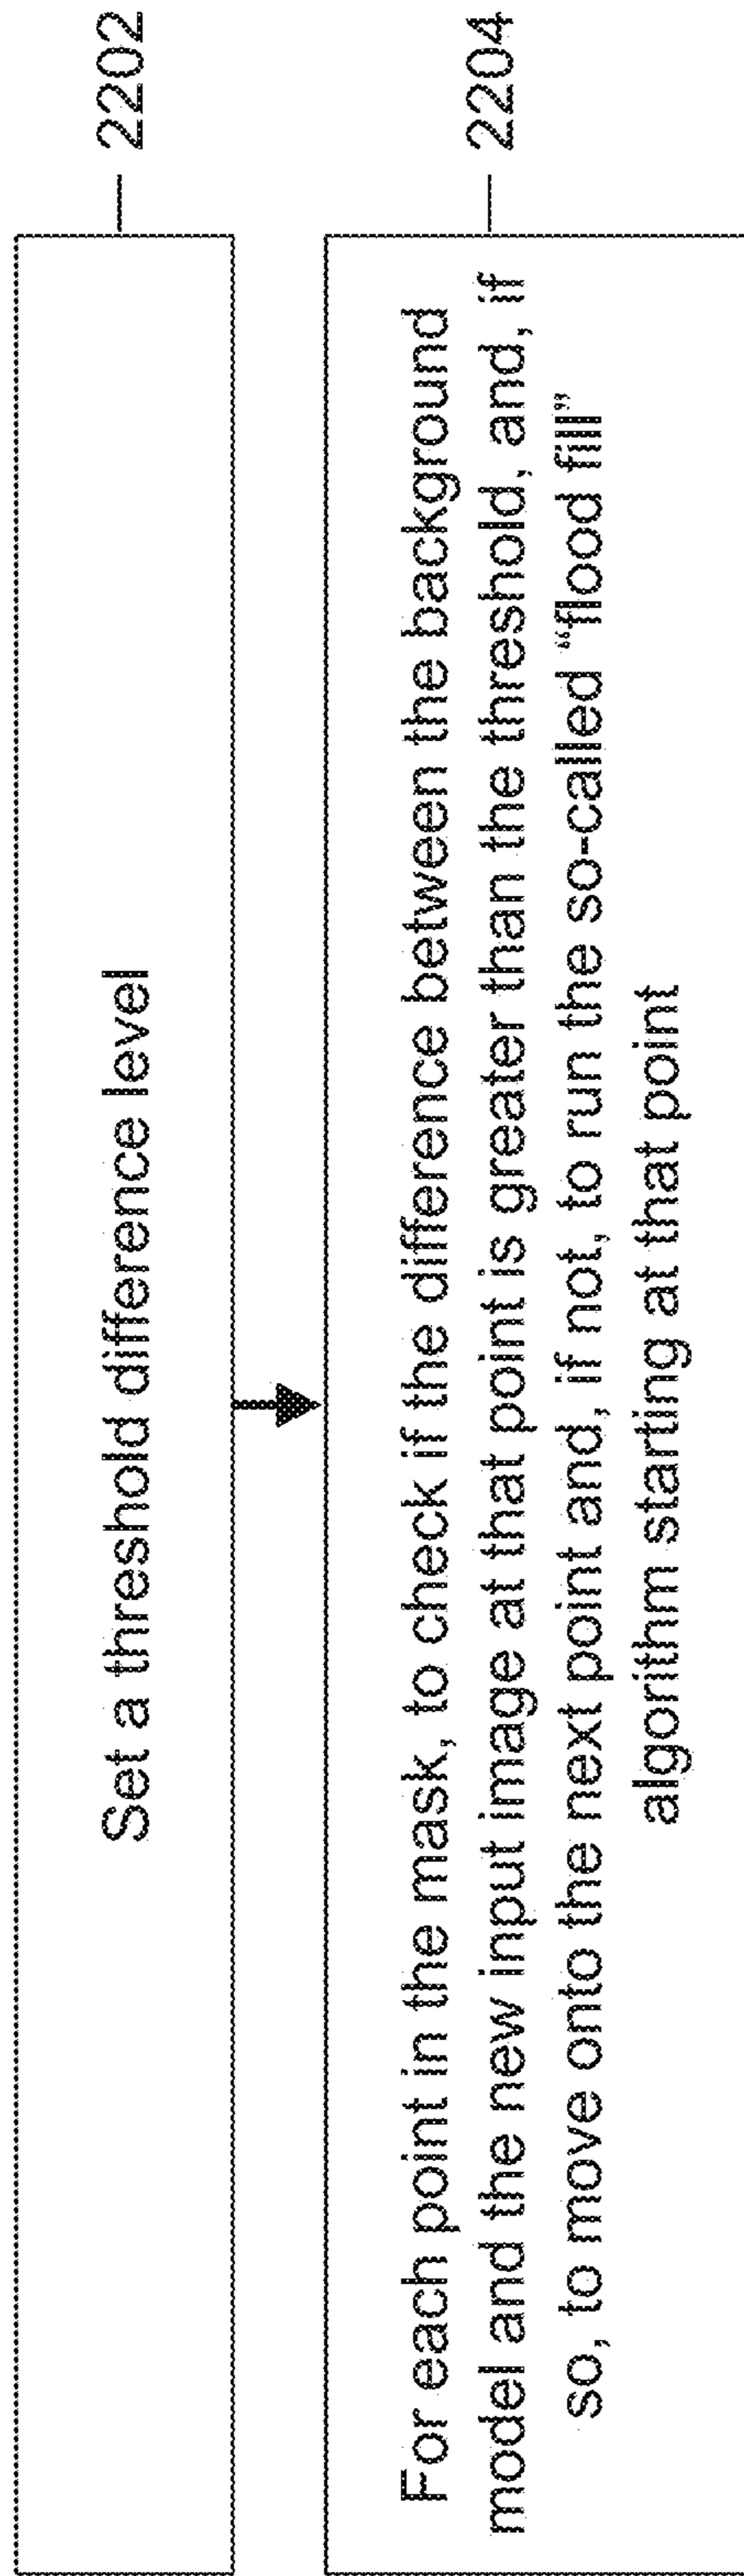 Set a threshold difference level
2202
For each point in the mask, to check if the difference between the background
model and the new input image at that point is greater than the threshold, and, if
so, to move onto the next point and, if not, to run the so-called “flood fill”
algorithm starting at that point
2204